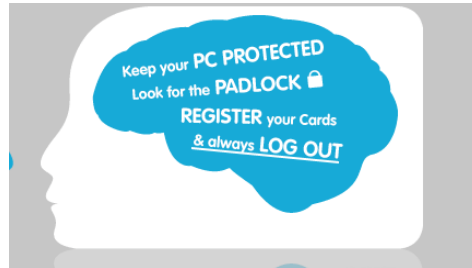 Keep your PC PROTECTED
Look for the PADLOCK
REGISTER your Cards
& always LOG OUT